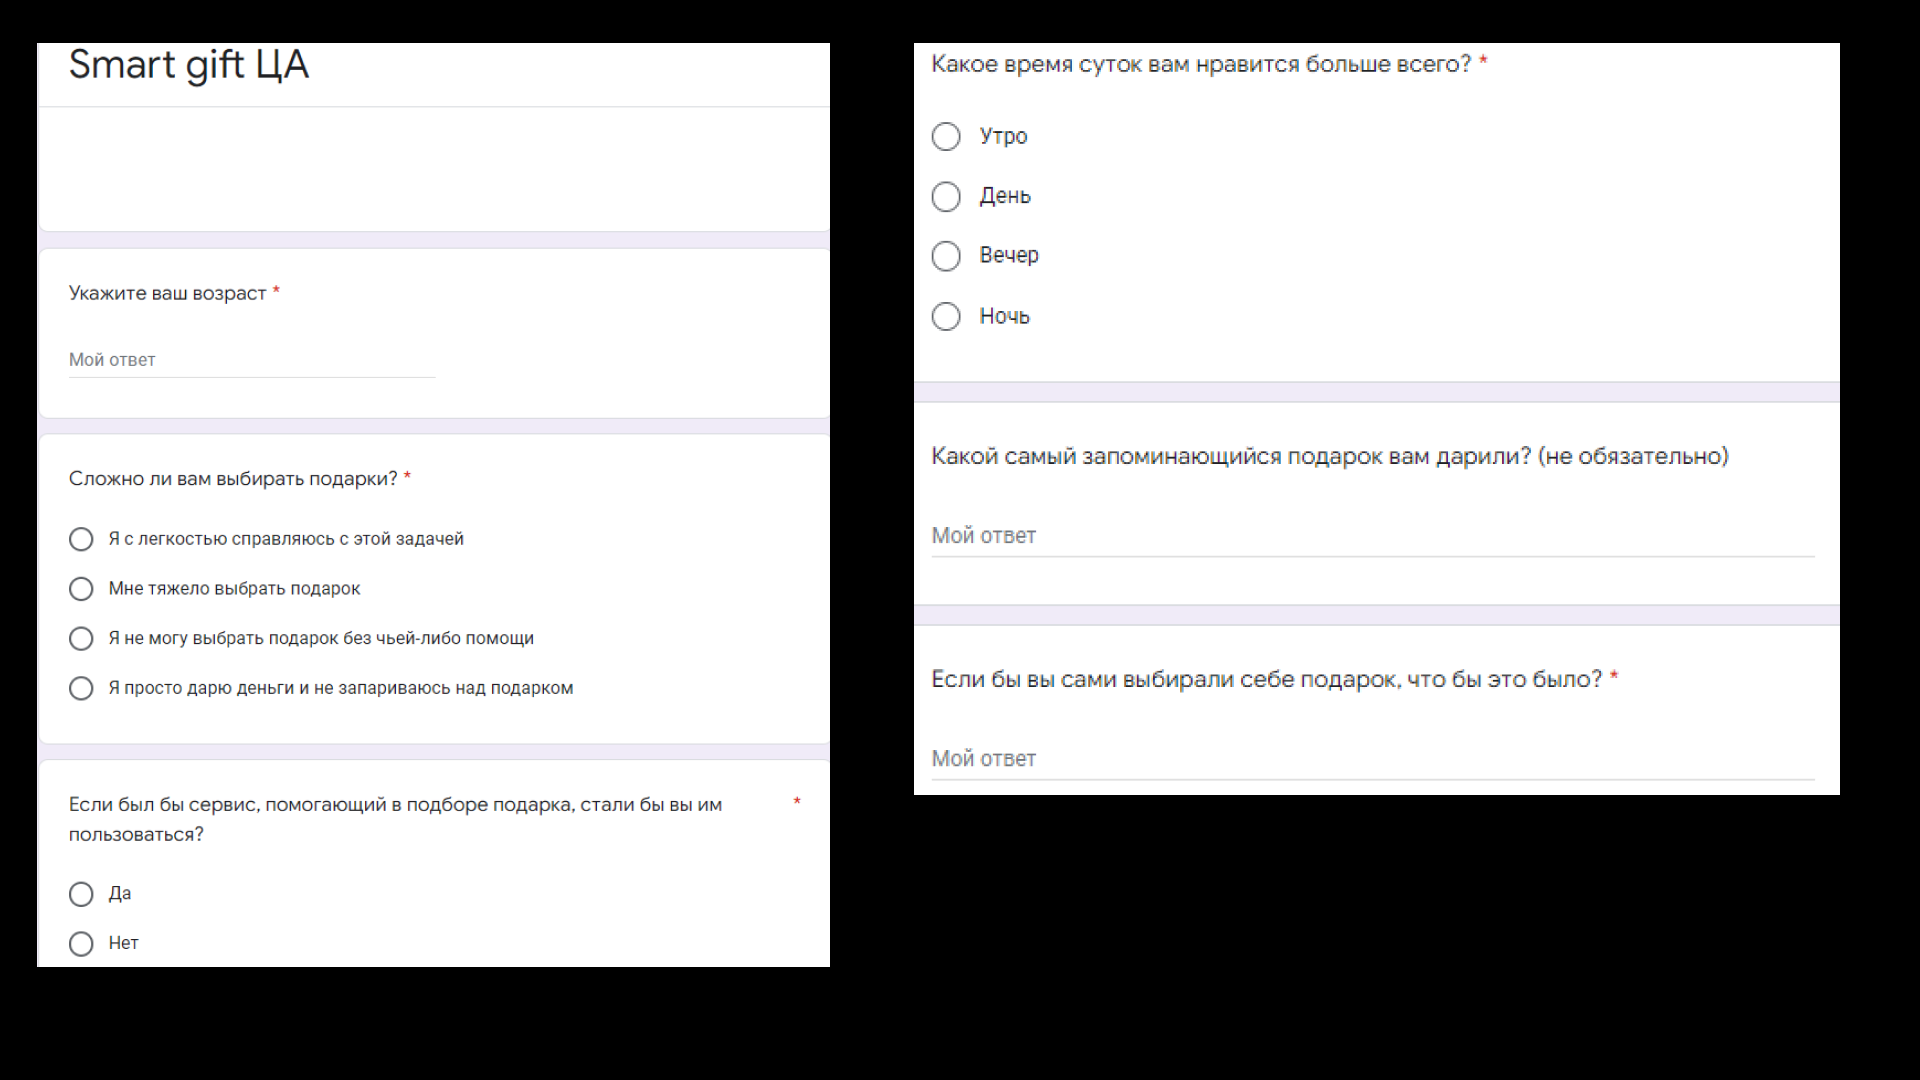 Smart gift ЦА
Укажите ваш возраст *
Мой ответ
Сложно ли вам выбирать подарки? *
Я с легкостью справляюсь с этой задачей
Мне тяжело выбрать подарок
Я не могу выбрать подарок без чьей-либо помощи
Я просто дарю деньги и не запариваюсь над подарком
Если был бы сервис, помогающий в подборе подарка, стали бы вы им *
пользоваться?
Да
Нет
Какое время суток вам нравится больше всего? *
Утро
День
Вечер
Ночь
Какой самый запоминающийся подарок вам дарили? (не обязательно)
Мой ответ
Если бы вы сами выбирали себе подарок, что бы это было? *
Мой ответ